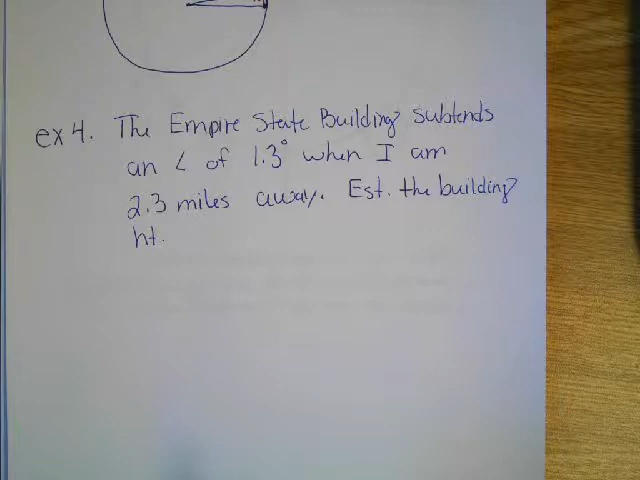 ex 4. The Empire State Building subtends
an ∠ of 1.3° when I am
2.3 miles away. Est. the building
ht.